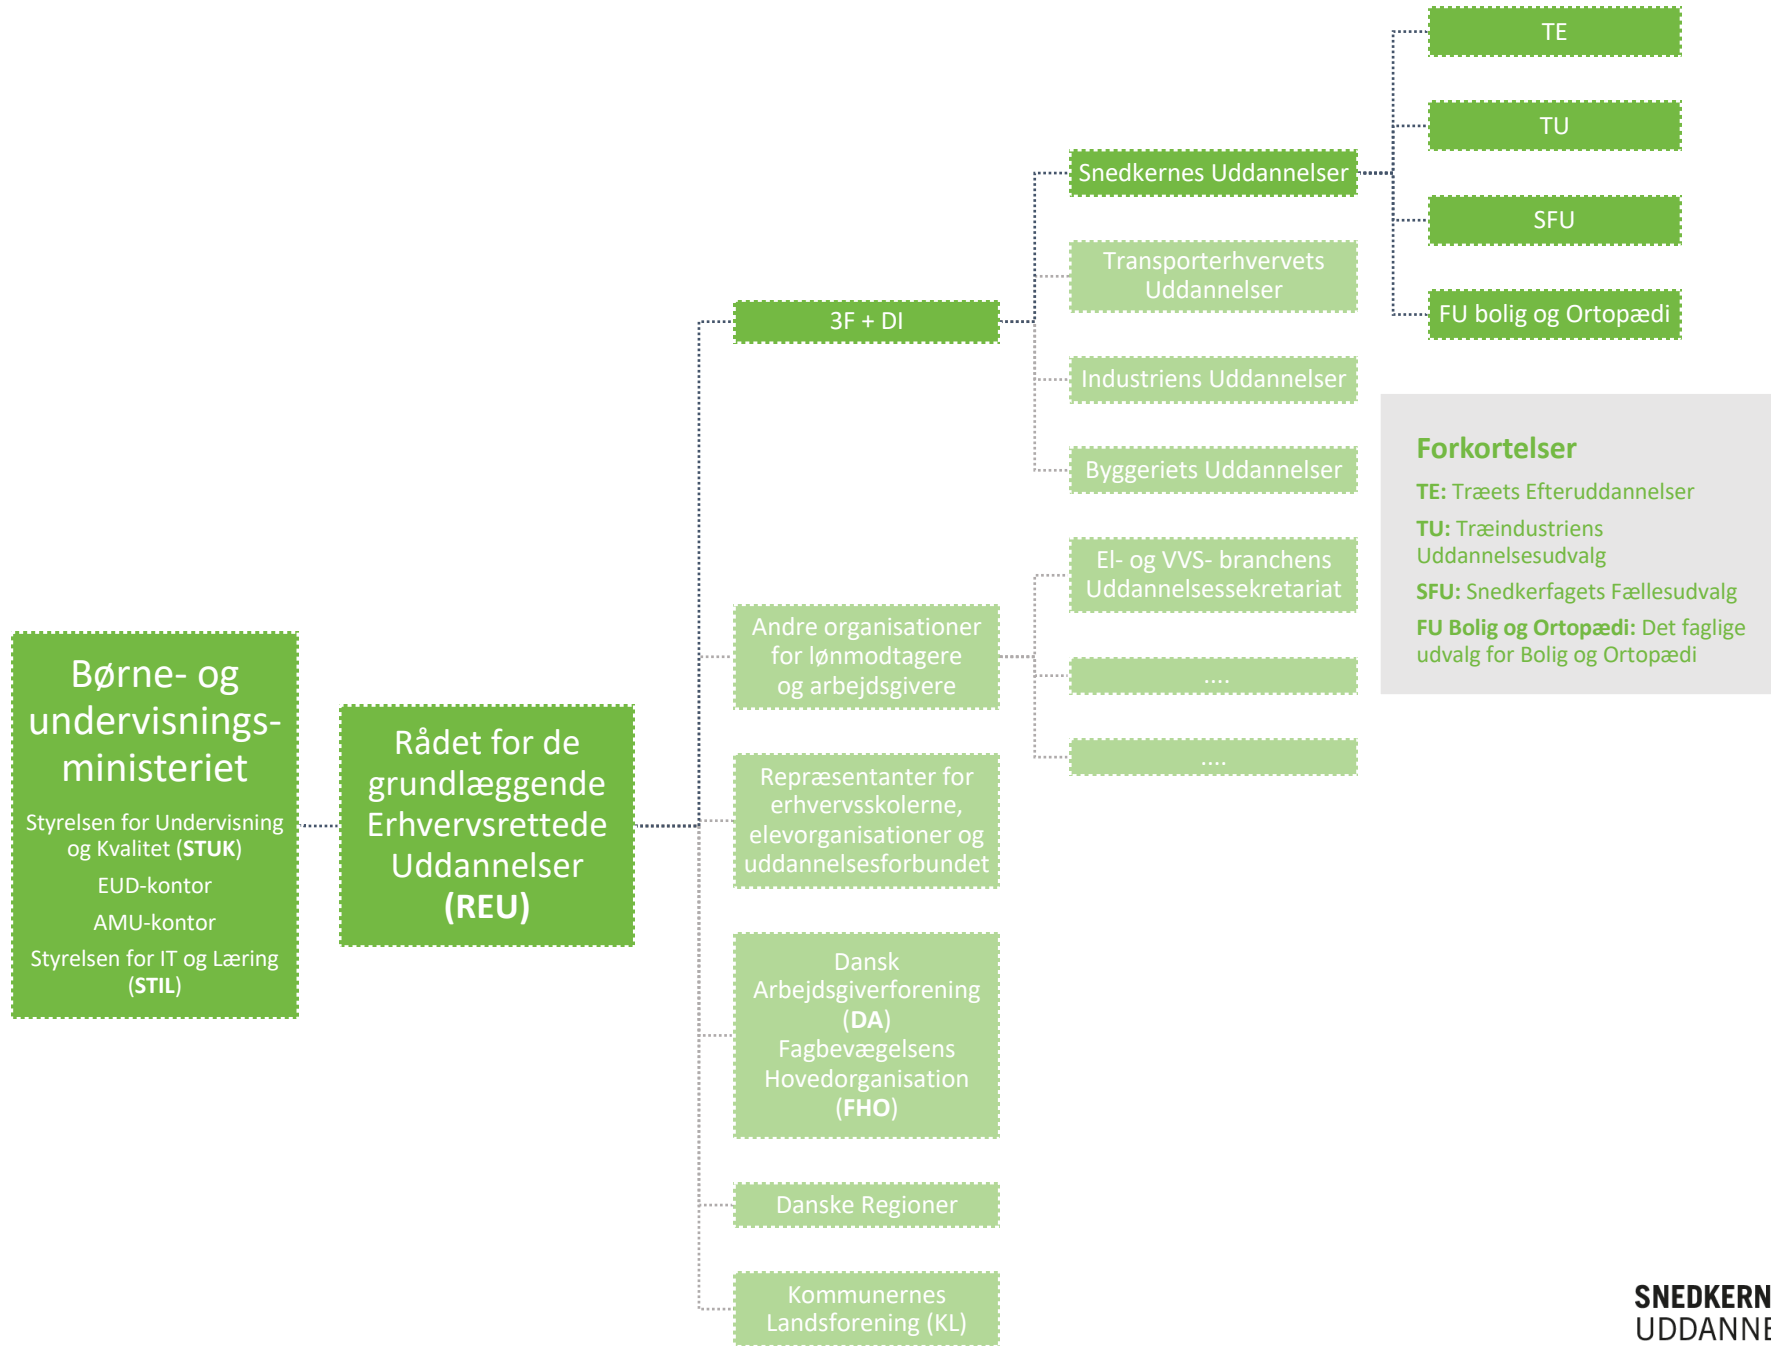 Børne- og
undervisnings-
ministeriet
Styrelsen for Undervisning
og Kvalitet (STUK)
EUD-kontor
AMU-kontor
Styrelsen for IT og Læring
(STIL)
Rådet for de
grundlæggende
Erhvervsrettede
Uddannelser
(REU)
3F + DI
Andre organisationer
for lønmodtagere
og arbejdsgivere
Repræsentanter for
erhvervsskolerne,
elevorganisationer og
uddannelsesforbundet
Dansk
Arbejdsgiverforening
(DA)
Fagbevægelsens
Hovedorganisation
(FHO)
Danske Regioner
Kommunernes
Landsforening (KL)
Snedkernes Uddannelser
Transporterhvervets
Uddannelser
Industriens Uddannelser
Byggeriets Uddannelser
El- og VVS- branchens
Uddannelsessekretariat
....
....
TE
TU
SFU
FU bolig og Ortopædi
Forkortelser
TE: Træets Efteruddannelser
TU: Træindustriens
Uddannelsesudvalg
SFU: Snedkerfagets Fællesudvalg
FU Bolig og Ortopædi: Det faglige
udvalg for Bolig og Ortopædi
SNEDKERN
UDDANNE